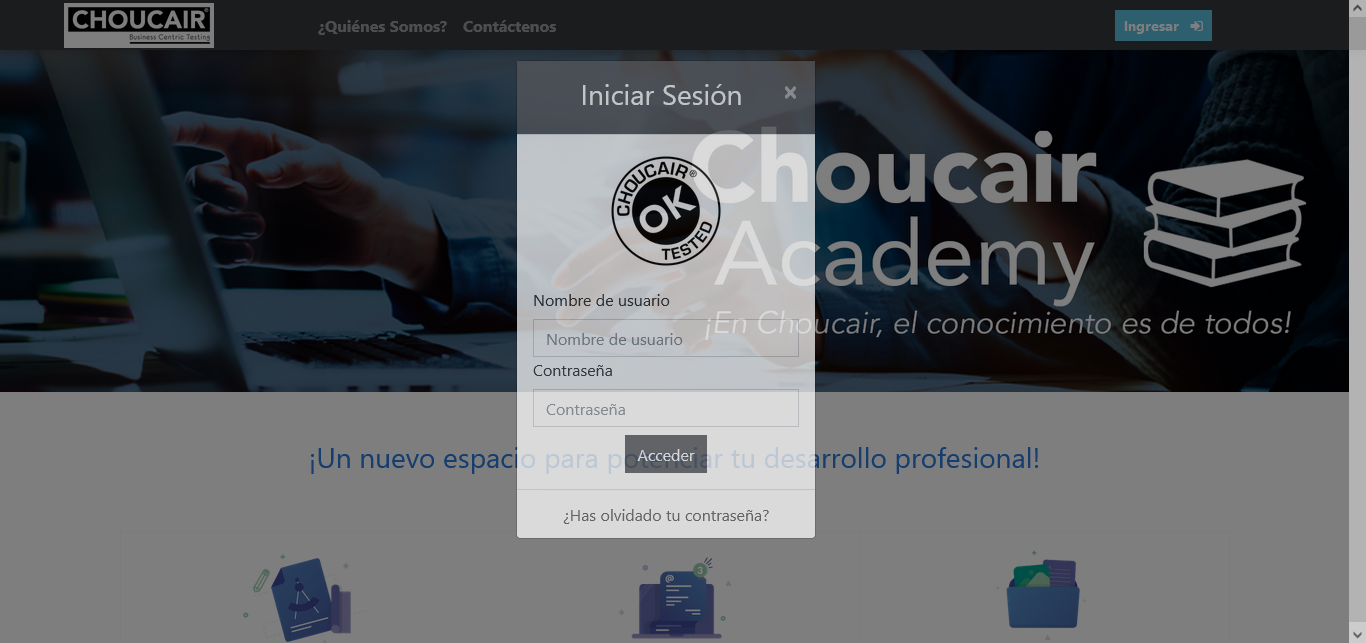 CHOUCAIR®
Business Centric Testing
¿Quiénes Somos?
Contáctenos
Ingresar
Iniciar Sesión
×
CHOUCAIR®
OK
TESTED
Choucair
Academy
¡En Choucair, el conocimiento es de todos!
Nombre de usuario
Nombre de usuario
Contraseña
Contraseña
Acceder
¡Un nuevo espacio para potenciar tu desarrollo profesional!
¿Has olvidado tu contraseña?
@
3